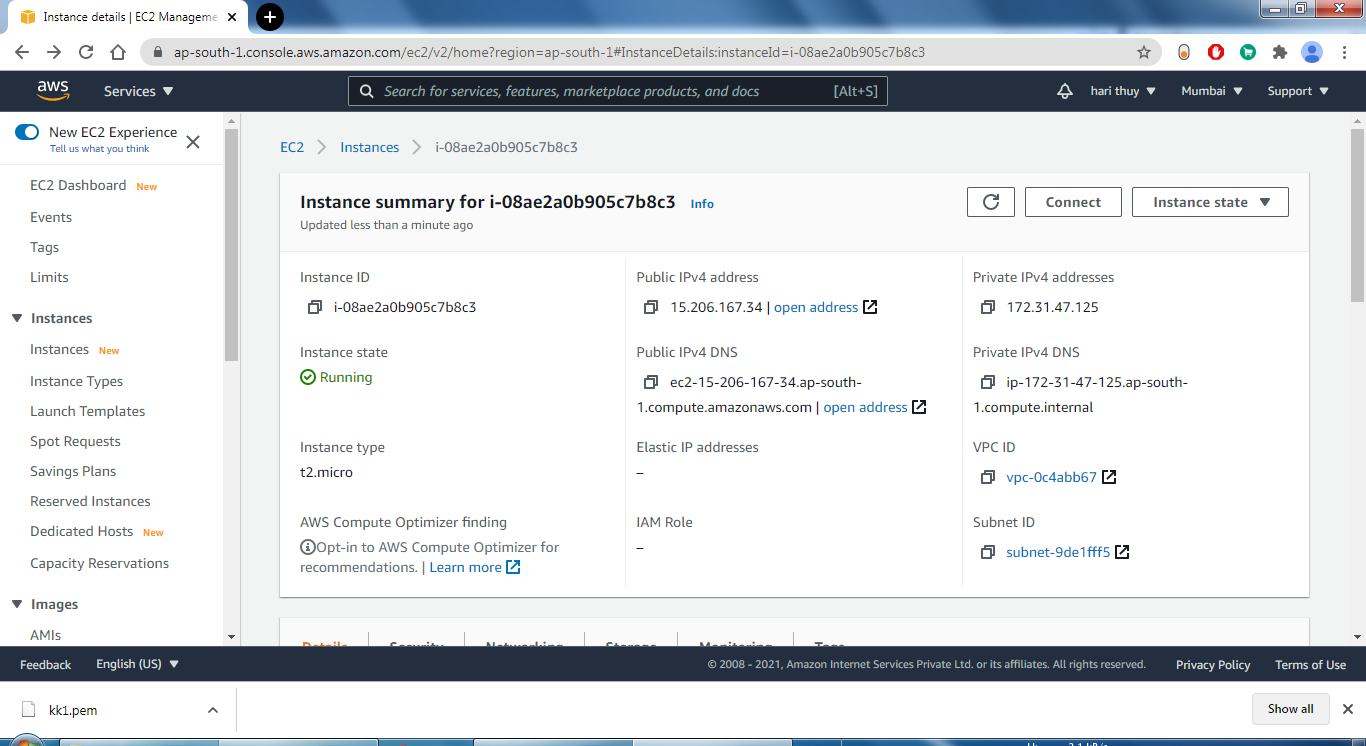 Instance details | EC2 Manageme
ap-south-1.console.aws.amazon.com/ec2/v2/home?region=ap-south-1#InstanceDetails:instanceId=i-08ae2a0b905c7b8c3
aws
Services
Search for services, features, marketplace products, and docs
[Alt+S]
hari thuy
Mumbai
Support
New EC2 Experience
Tell us what you think
EC2 Dashboard New
Events
Tags
Limits
Instances
Instances New
Instance Types
Launch Templates
Spot Requests
Savings Plans
Reserved Instances
Dedicated Hosts New
Capacity Reservations
Images
AMIs
EC2 Instances i-08ae2a0b905c7b8c3
Instance summary for i-08ae2a0b905c7b8c3 Info
Updated less than a minute ago
Connect
Instance state
Instance ID
i-08ae2a0b905c7b8c3
Public IPv4 address
15.206.167.34 | open address
Private IPv4 addresses
172.31.47.125
Instance state
Running
Public IPv4 DNS
ec2-15-206-167-34.ap-south-
1.compute.amazonaws.com | open address
Private IPv4 DNS
ip-172-31-47-125.ap-south-
1.compute.internal
Instance type
t2.micro
Elastic IP addresses
–
VPC ID
vpc-0c4abb67
AWS Compute Optimizer finding
Opt-in to AWS Compute Optimizer for
recommendations. | Learn more
IAM Role
–
Subnet ID
subnet-9de1fff5
Details Security Networking Storage Monitoring Tags
Feedback
English (US)
© 2008 - 2021, Amazon Internet Services Private Ltd. or its affiliates. All rights reserved.
Privacy Policy
Terms of Use
kk1.pem
Show all